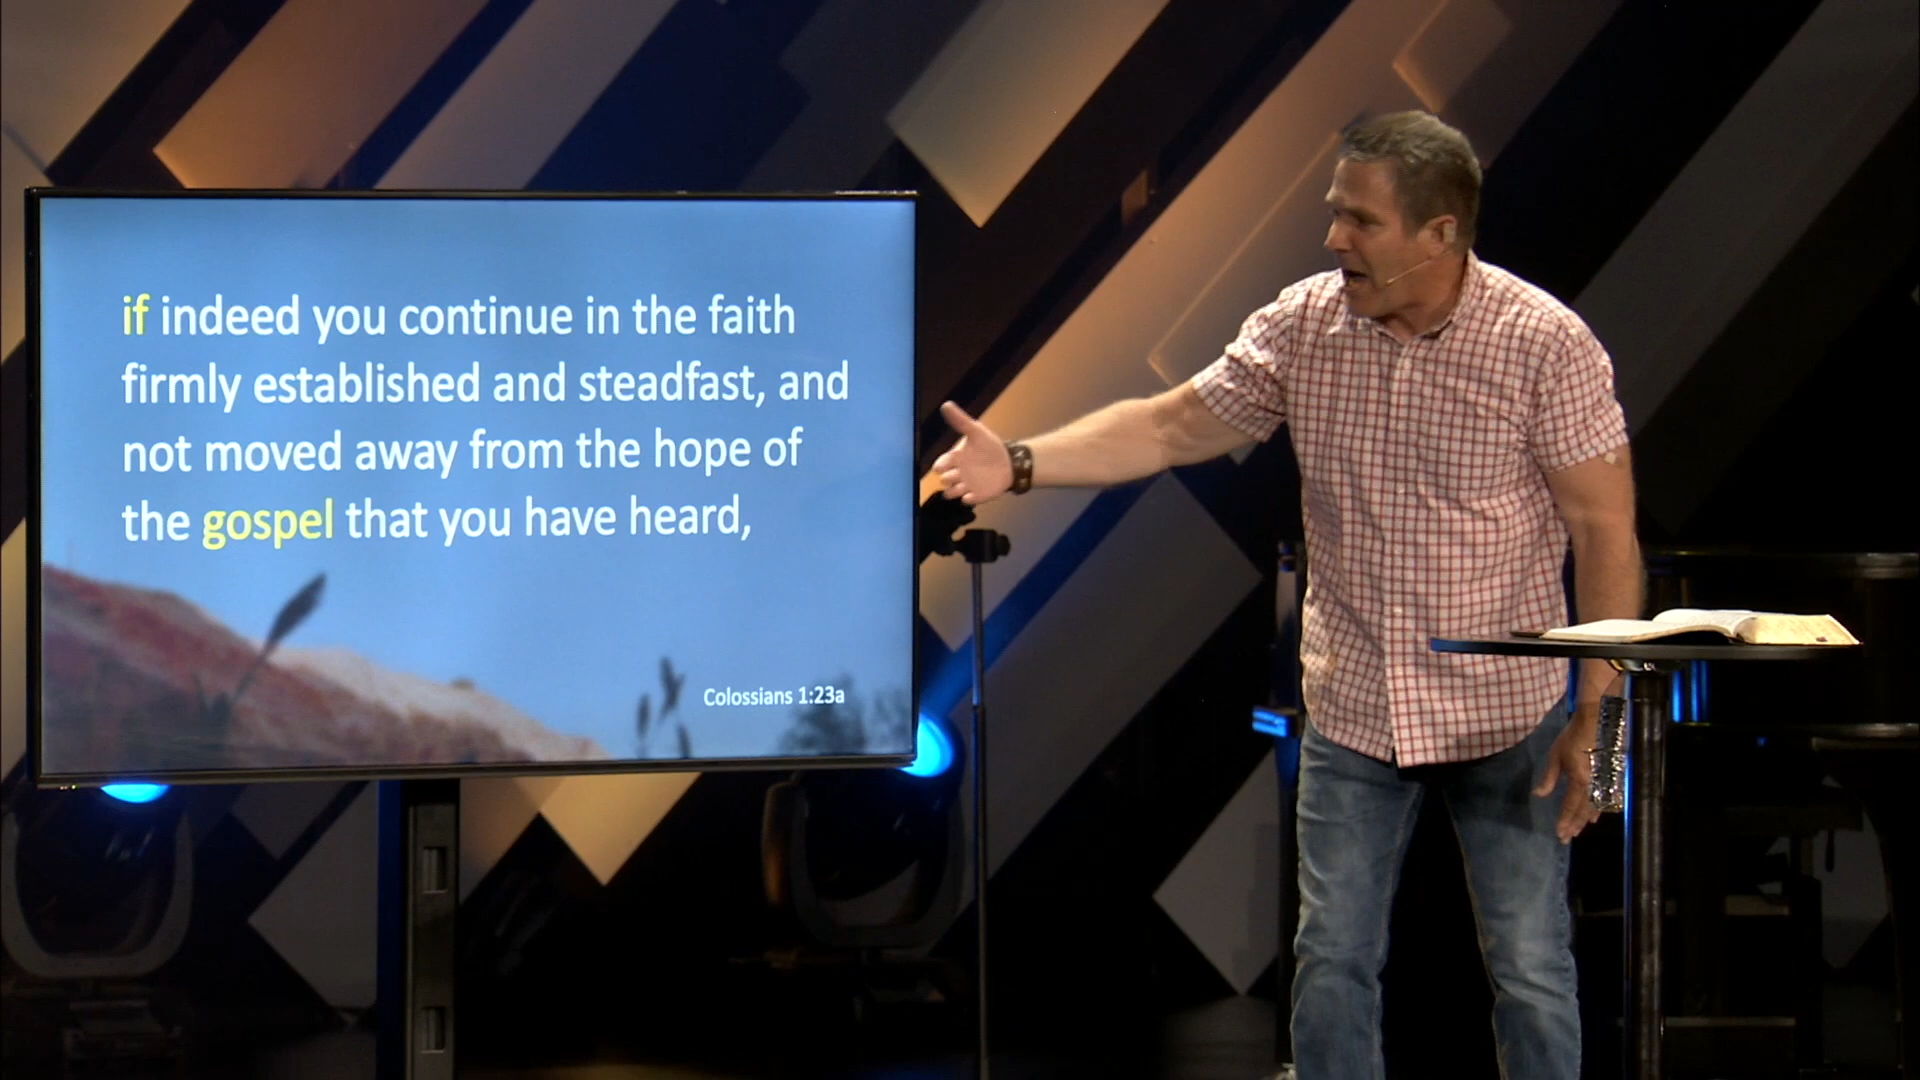 if indeed you continue in the faith
firmly established and steadfast, and
not moved away from the hope of
the gospel that you have heard,
Colossians 1:23a